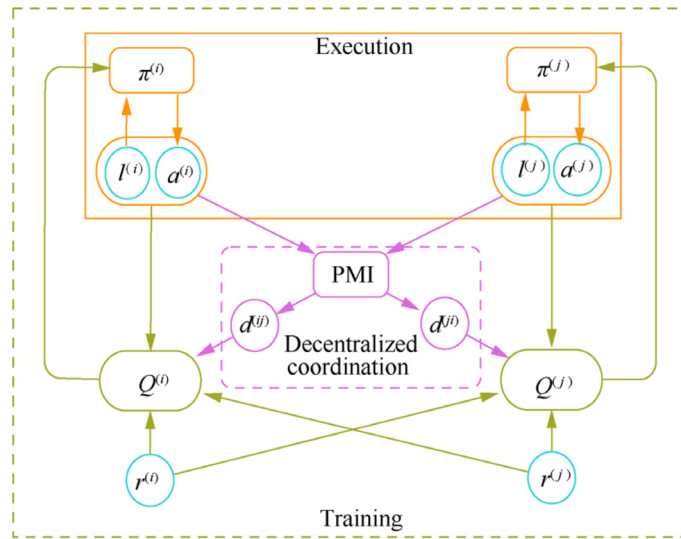 Execution
π^(i)
π^(j)
l^(i)
a^(i)
l^(j)
a^(j)
PMI
d^(ij)
d^(ji)
Decentralized
coordination
Q^(i)
Q^(j)
r^(i)
r^(j)
Training